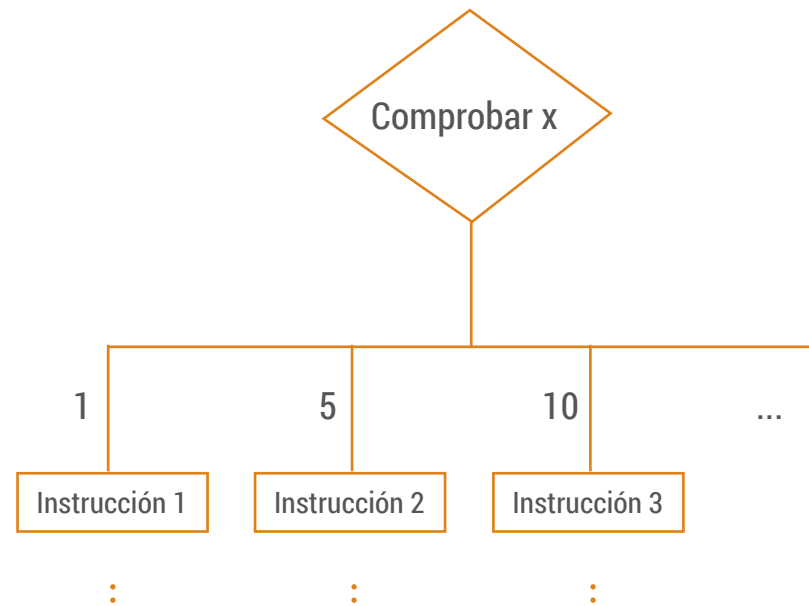 Comprobar x
1
5
10
...
Instrucción 1
Instrucción 2
Instrucción 3
:
:
: